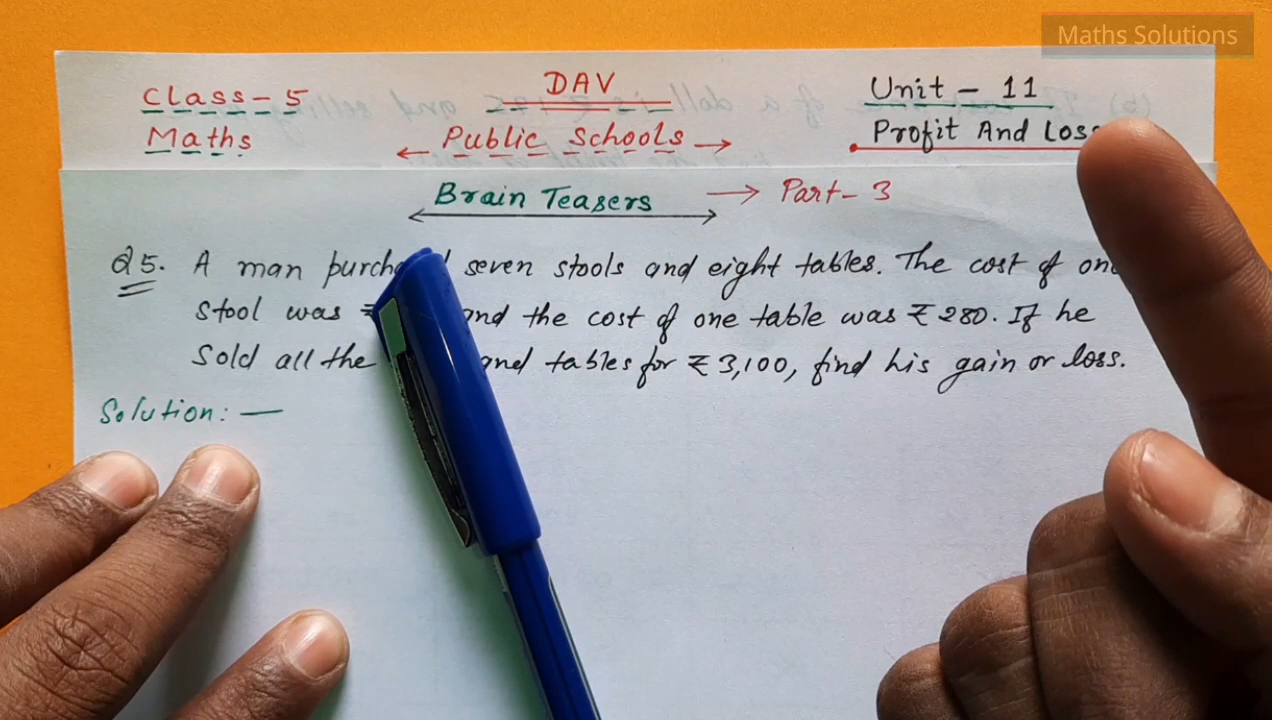 Maths Solutions
Class - 5
DAV
Unit - 11
Maths
Public Schools
Profit And Loss
Brain Teasers → Part - 3
Q5. A man seven stools and eight tables. The cost of one
Stool was ₹ and the cost of one table was ₹ 280. If he
Sold all the and tables for ₹ 3,100, find his gain or loss.
Solution: —